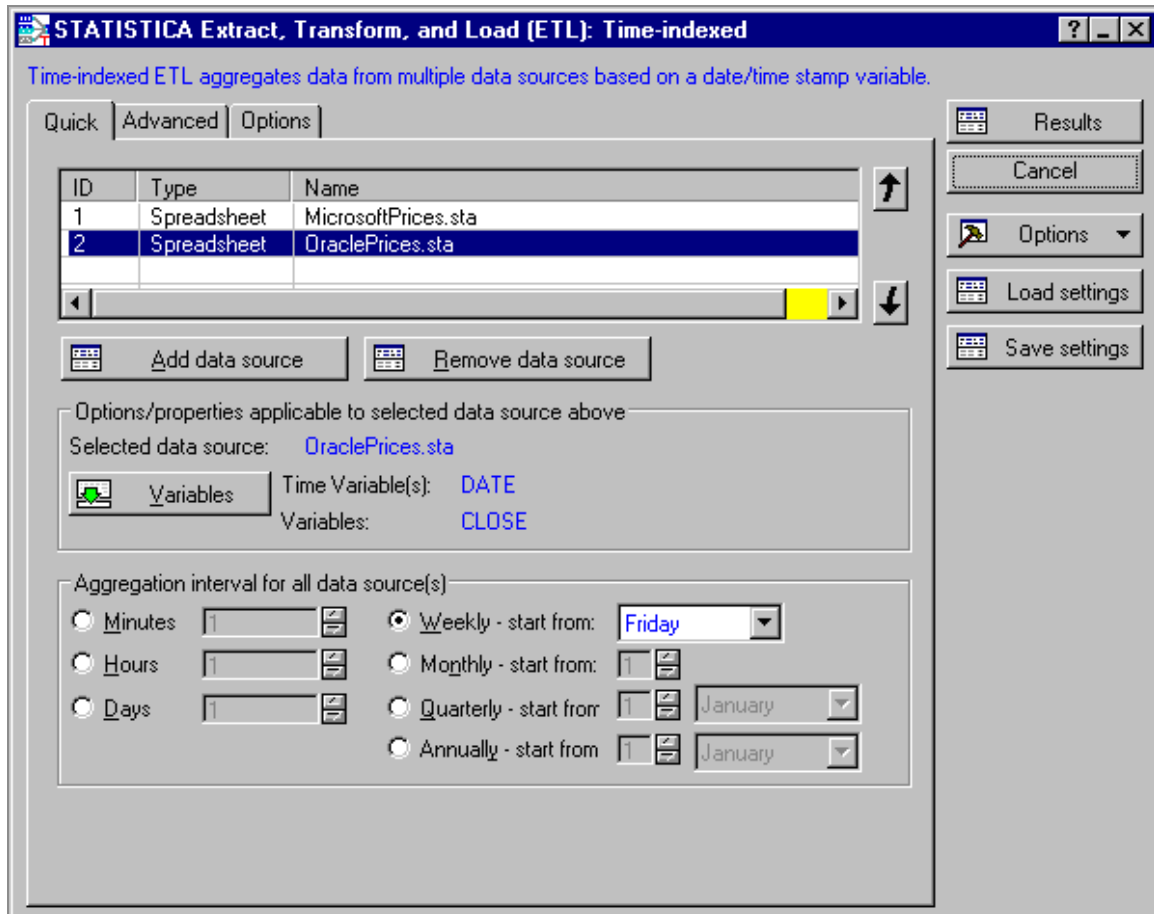 STATISTICA Extract, Transform, and Load (ETL): Time-indexed
Time-indexed ETL aggregates data from multiple data sources based on a date/time stamp variable.
Quick Advanced Options
ID Type Name
1 Spreadsheet MicrosoftPrices.sta
2 Spreadsheet OraclePrices.sta
Add data source Remove data source
Options/properties applicable to selected data source above
Selected data source: OraclePrices.sta
Variables Time Variable(s): DATE
Variables: CLOSE
Aggregation interval for all data source(s)
Minutes 1 Weekly - start from: Friday
Hours 1 Monthly - start from: 1
Days 1 Quarterly - start from 1 January
Annually - start from 1 January
Results
Cancel
Options
Load settings
Save settings